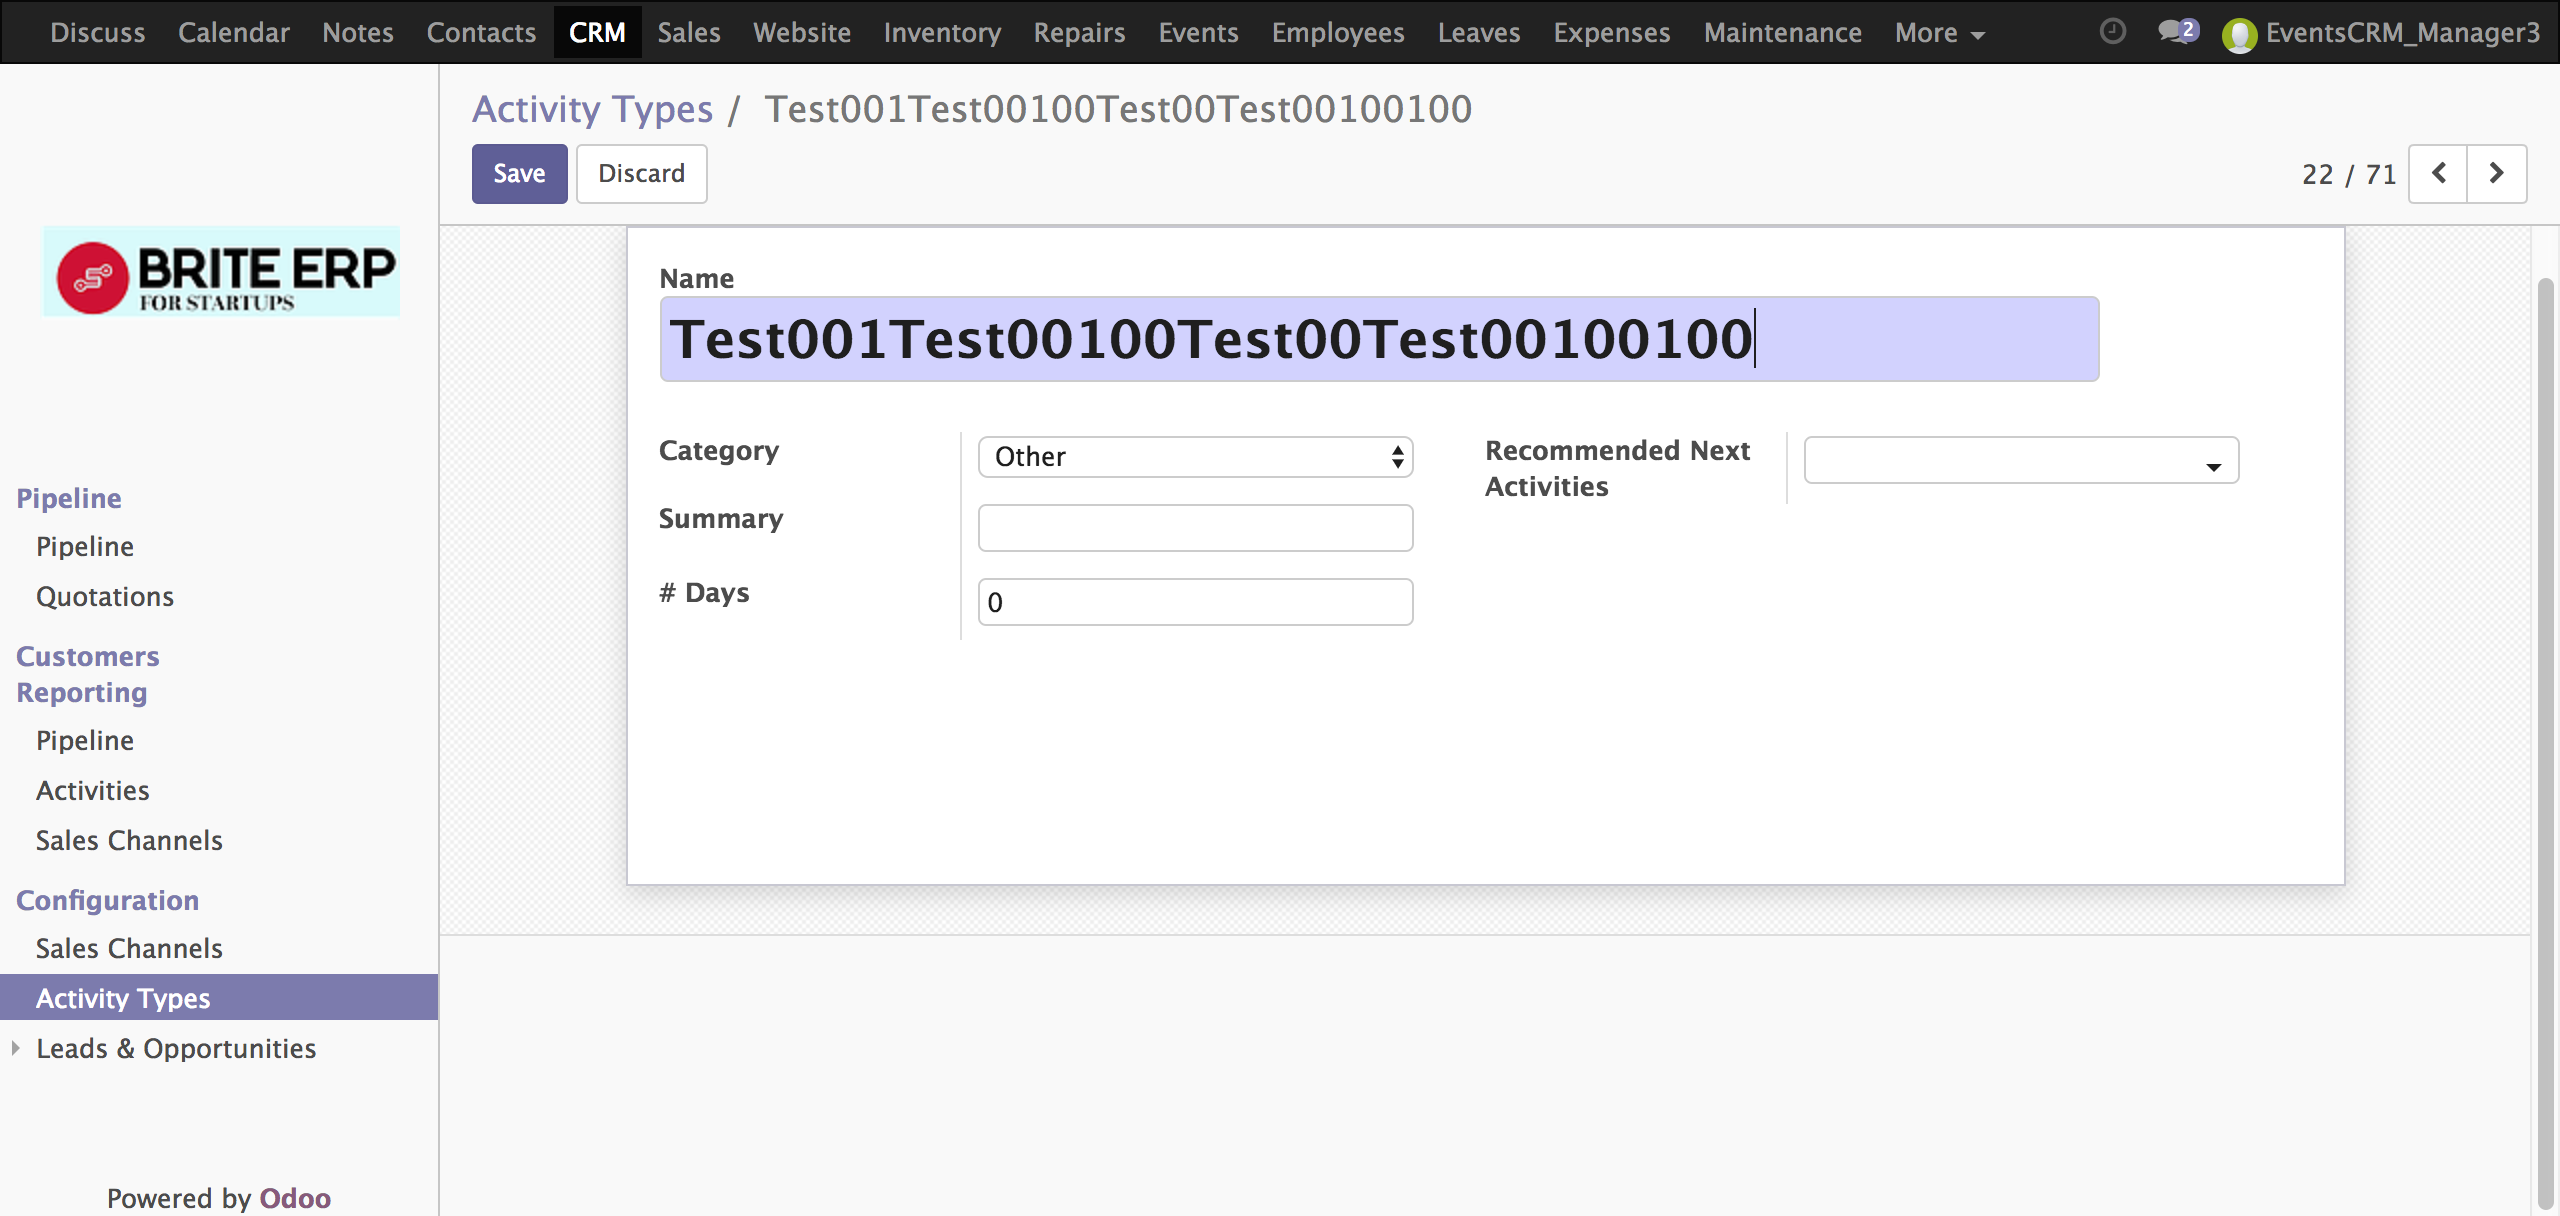 Discuss Calendar Notes Contacts CRM Sales Website Inventory Repairs Events Employees Leaves Expenses Maintenance More 2 EventsCRM_Manager3
Activity Types / Test001Test00100Test00Test00100100
Save Discard 22 / 71
BRITE ERP
FOR STARTUPS
Pipeline
Pipeline
Quotations
Customers
Reporting
Pipeline
Activities
Sales Channels
Configuration
Sales Channels
Activity Types
Leads & Opportunities
Powered by Odoo
Name
Test001Test00100Test00Test00100100
Category Other
Summary
# Days 0
Recommended Next
Activities